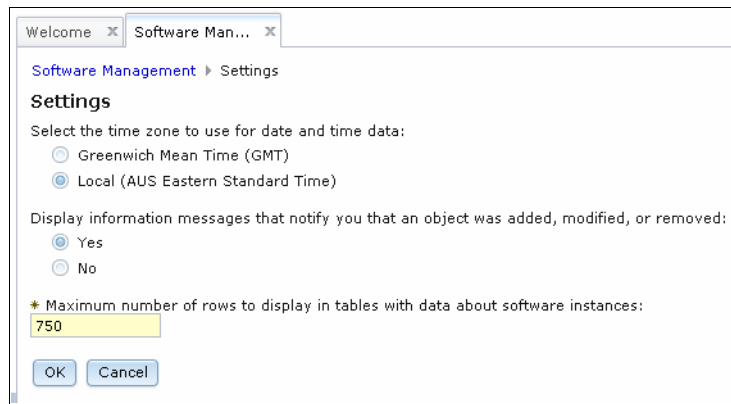 Welcome X Software Man... X
Software Management ▸ Settings
Settings
Select the time zone to use for date and time data:
Greenwich Mean Time (GMT)
Local (AUS Eastern Standard Time)
Display information messages that notify you that an object was added, modified, or removed:
Yes
No
* Maximum number of rows to display in tables with data about software instances:
750
OK Cancel